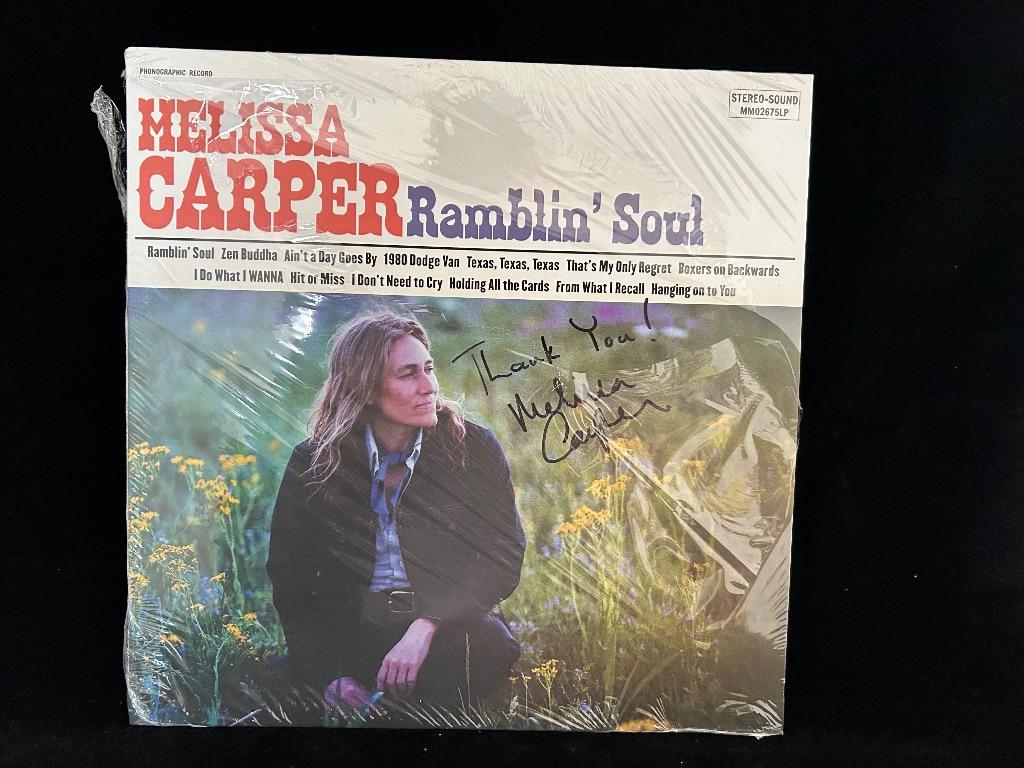 PHONOGRAPHIC RECORD
STEREO-SOUND
MM02675LP
MELISSA
CARPER Ramblin' Soul
Ramblin' Soul Zen Buddha Ain't a Day Goes By 1980 Dodge Van Texas, Texas, Texas That's My Only Regret Boxers on Backwards
I Do What I WANNA Hit or Miss I Don't Need to Cry Holding All the Cards From What I Recall Hanging on to You
Thank You!
Melissa
Carper